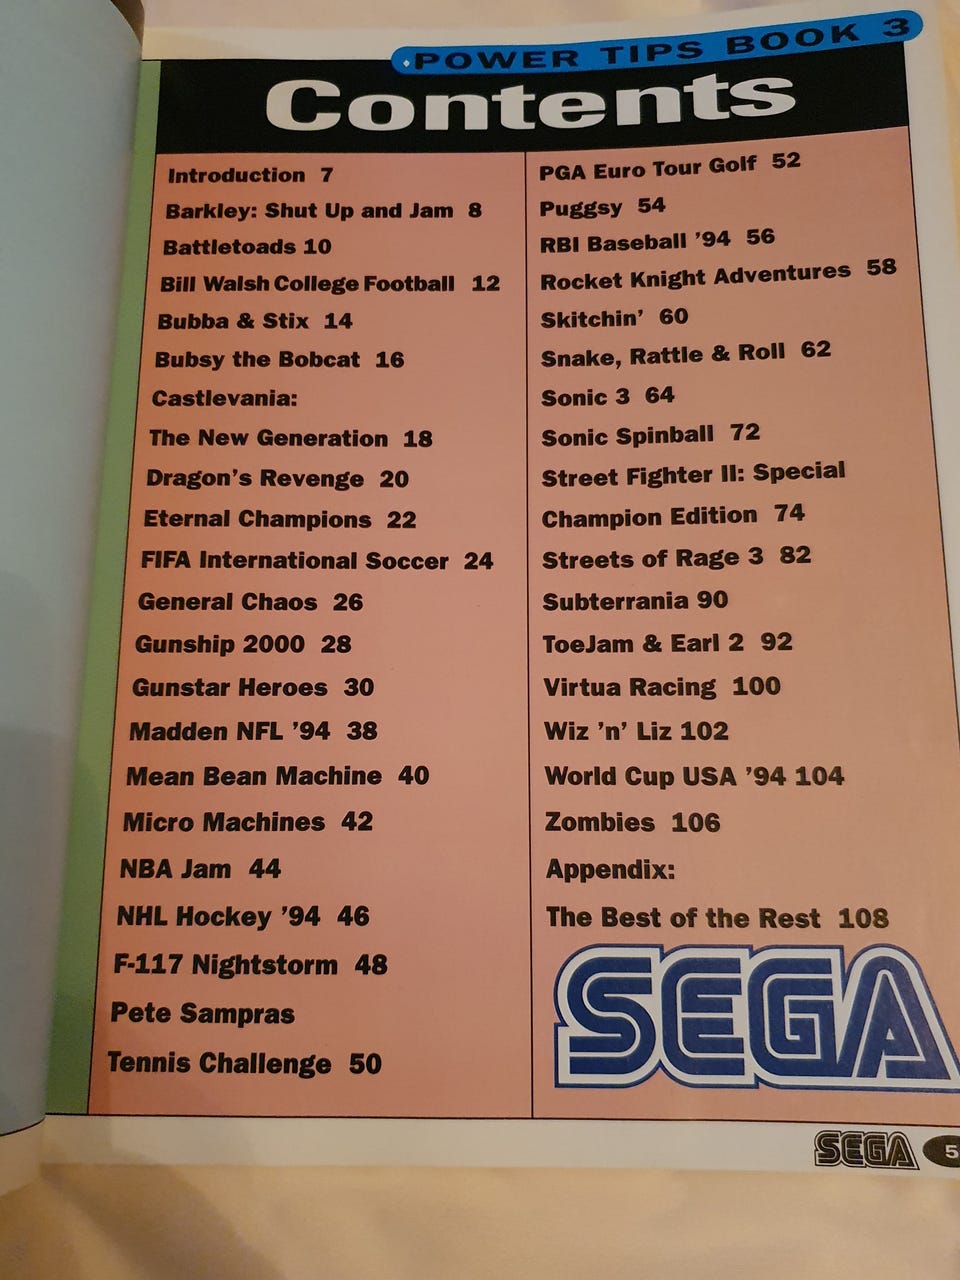 POWER TIPS BOOK 3
Contents
Introduction 7
Barkley: Shut Up and Jam 8
Battletoads 10
Bill Walsh College Football 12
Bubba & Stix 14
Bubsy the Bobcat 16
Castlevania:
The New Generation 18
Dragon's Revenge 20
Eternal Champions 22
FIFA International Soccer 24
General Chaos 26
Gunship 2000 28
Gunstar Heroes 30
Madden NFL '94 38
Mean Bean Machine 40
Micro Machines 42
NBA Jam 44
NHL Hockey '94 46
F-117 Nightstorm 48
Pete Sampras
Tennis Challenge 50
PGA Euro Tour Golf 52
Puggsy 54
RBI Baseball '94 56
Rocket Knight Adventures 58
Skitchin' 60
Snake, Rattle & Roll 62
Sonic 3 64
Sonic Spinball 72
Street Fighter II: Special
Champion Edition 74
Streets of Rage 3 82
Subterrania 90
ToeJam & Earl 2 92
Virtua Racing 100
Wiz 'n' Liz 102
World Cup USA '94 104
Zombies 106
Appendix:
The Best of the Rest 108
SEGA
SEGA 5